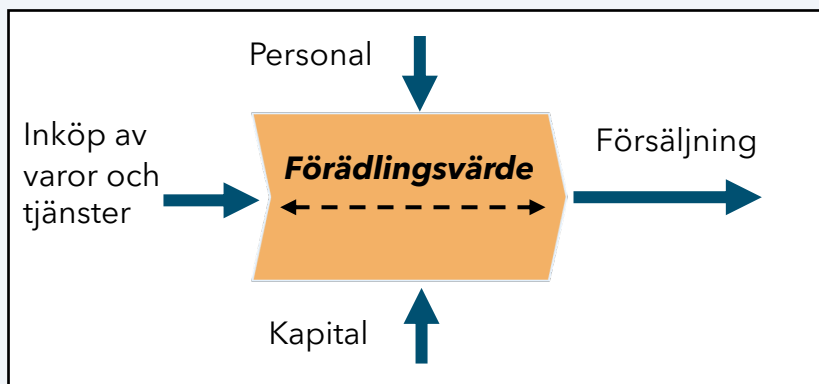 Personal
Inköp av
varor och
tjänster
Förädlingsvärde
Försäljning
Kapital